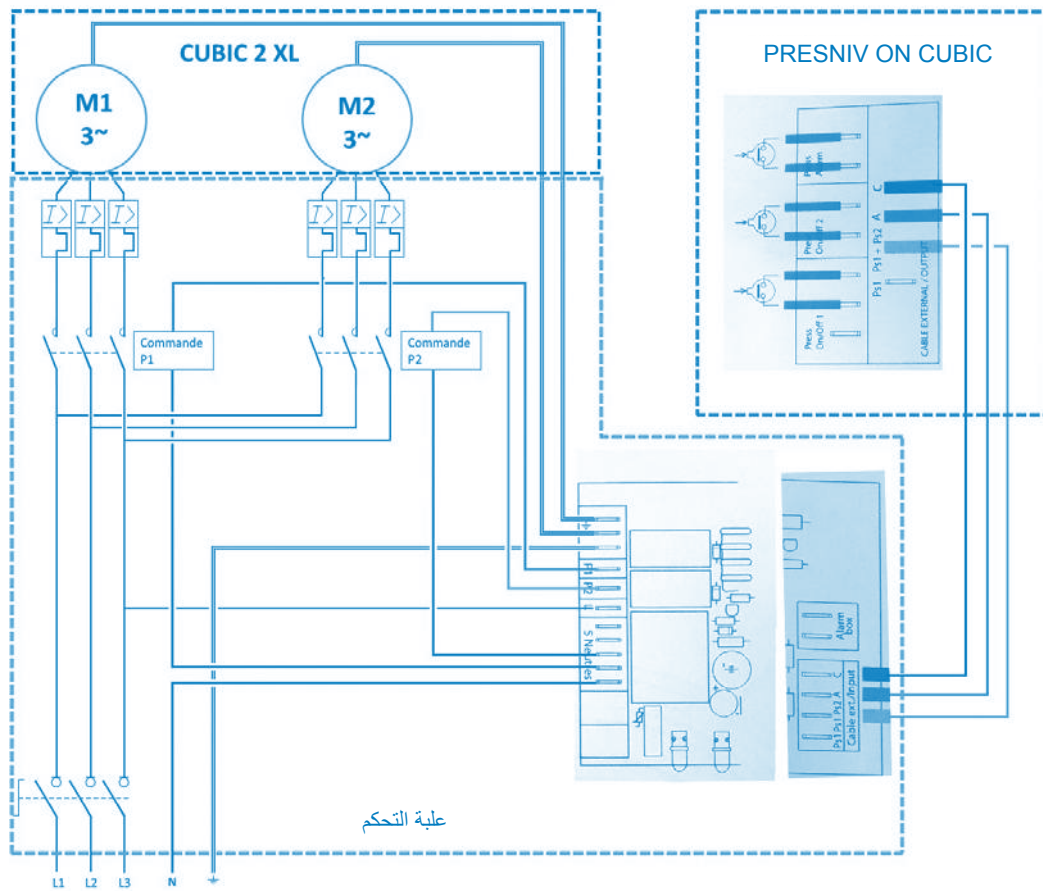 CUBIC 2 XL
M1
3~
M2
3~
I>
I>
I>
I>
I>
I>
Commande
P1
Commande
P2
PRESNIV ON CUBIC
Press
Alarm
Press
On/Off 2
Press
On/Off 1
C
A
Ps1 + Ps2
Ps1
CABLE EXTERNAL / OUTPUT
P1
P2
L
5 Neutres
Alarm
box
Ps1 Ps1 Ps2 A C
Cable ext./Input
علبة التحكم
L1
L2
L3
N